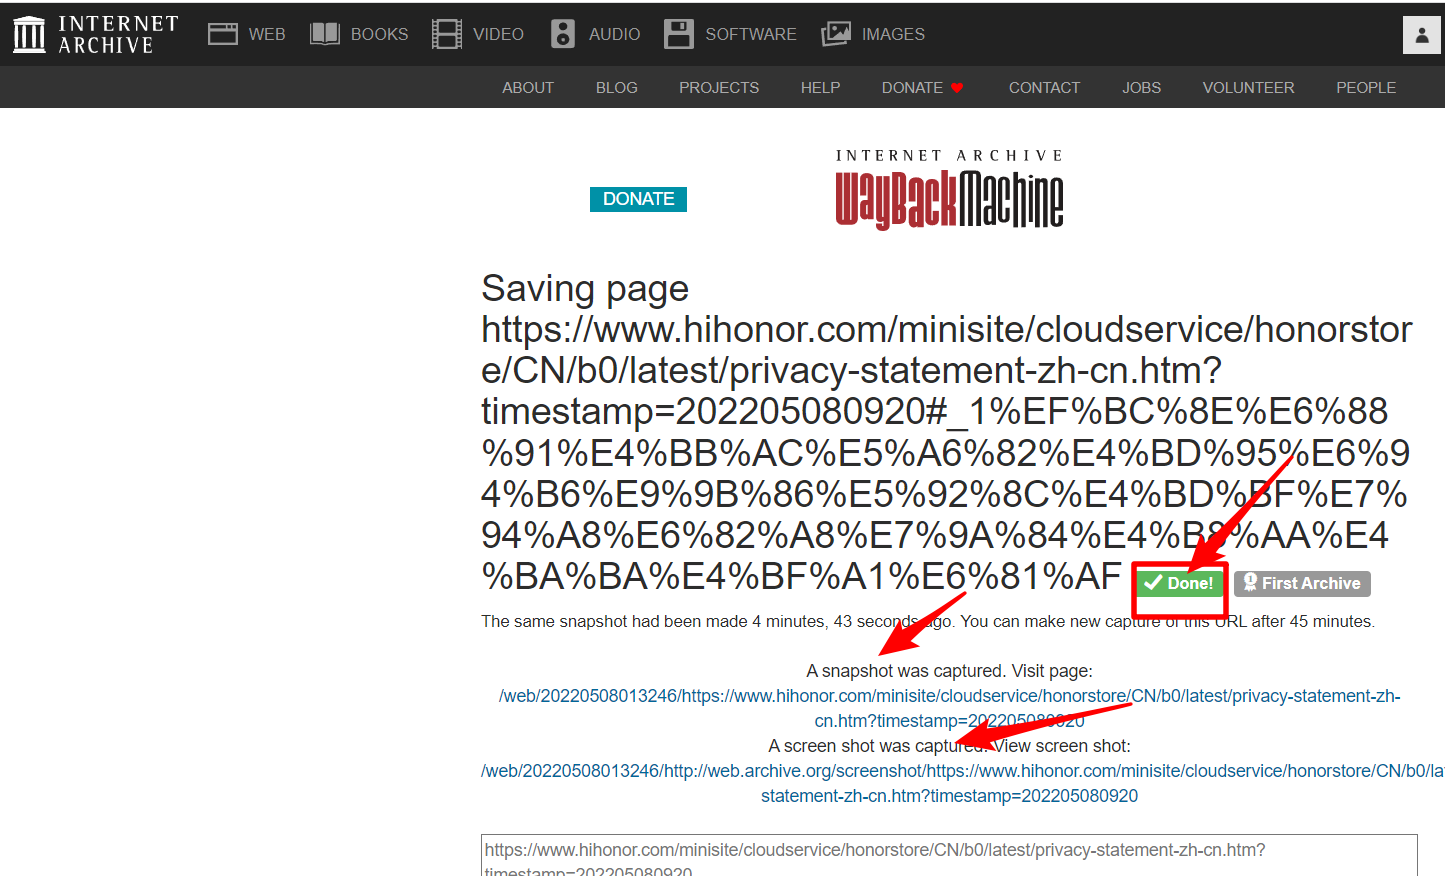 INTERNET ARCHIVE
WEB BOOKS VIDEO AUDIO SOFTWARE IMAGES
ABOUT BLOG PROJECTS HELP DONATE CONTACT JOBS VOLUNTEER PEOPLE
INTERNET ARCHIVE
WayBackMachine
DONATE
Saving page
https://www.hihonor.com/minisite/cloudservice/honorstor
e/CN/b0/latest/privacy-statement-zh-cn.htm?
timestamp=202205080920#_1%EF%BC%8E%E6%88
%91%E4%BB%AC%E5%A6%82%E4%BD%95%E6%9
4%B6%E9%9B%86%E5%92%8C%E4%BD%BF%E7%
94%A8%E6%82%A8%E7%9A%84%E4%B8%AA%E4
%BA%BA%E4%BF%A1%E6%81%AF Done! 1 First Archive
The same snapshot had been made 4 minutes, 43 seconds ago. You can make new capture of this URL after 45 minutes.
A snapshot was captured. Visit page:
/web/20220508013246/https://www.hihonor.com/minisite/cloudservice/honorstore/CN/b0/latest/privacy-statement-zh-
cn.htm?timestamp=202205080920
A screen shot was captured. View screen shot:
/web/20220508013246/http://web.archive.org/screenshot/https://www.hihonor.com/minisite/cloudservice/honorstore/CN/b0/la
statement-zh-cn.htm?timestamp=202205080920
https://www.hihonor.com/minisite/cloudservice/honorstore/CN/b0/latest/privacy-statement-zh-cn.htm?
timestamp=202205080920